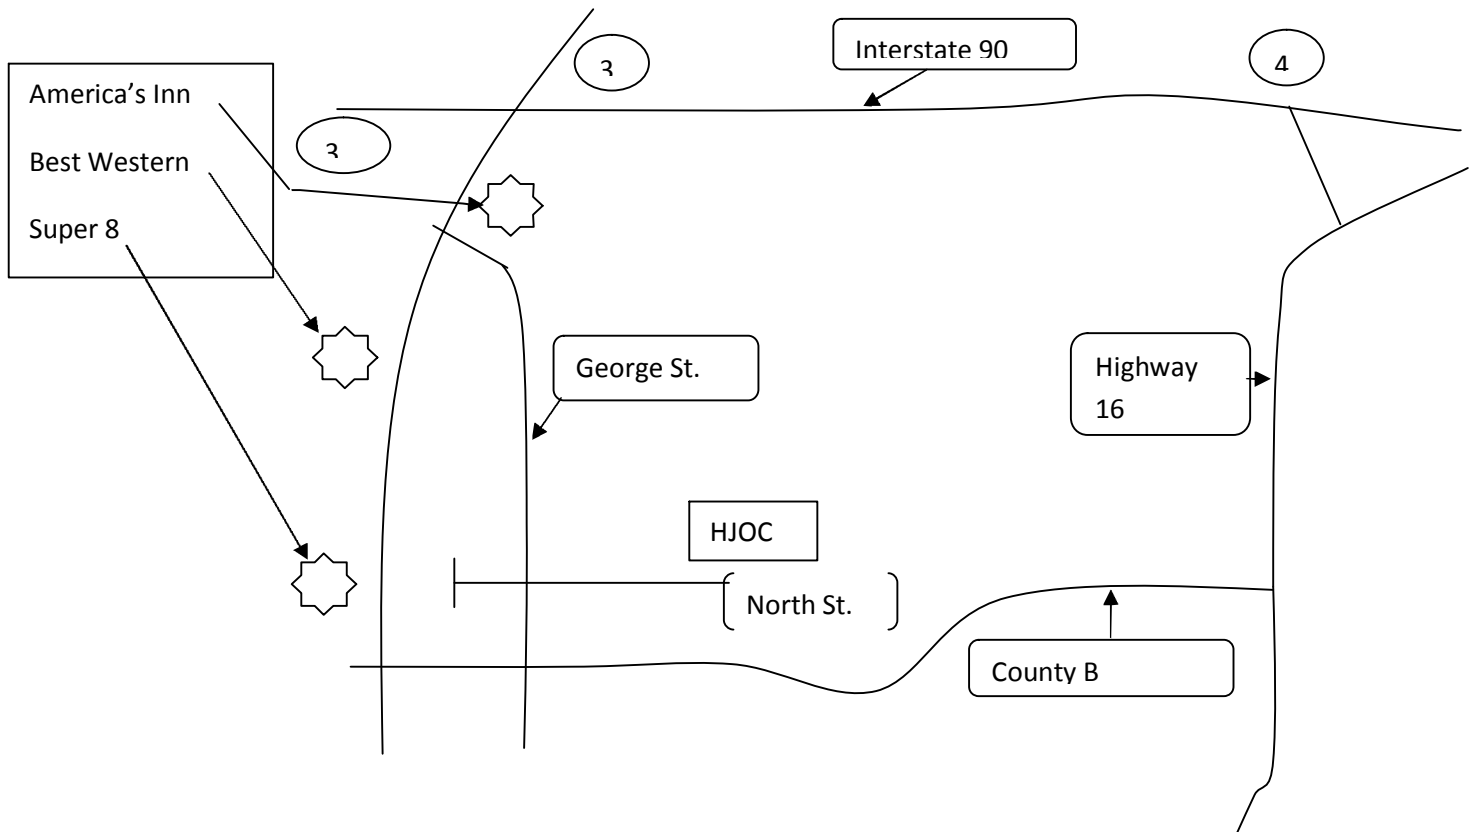 Interstate 90
3
4
America's Inn
3
Best Western
Super 8
George St.
Highway
16
HJOC
North St.
County B